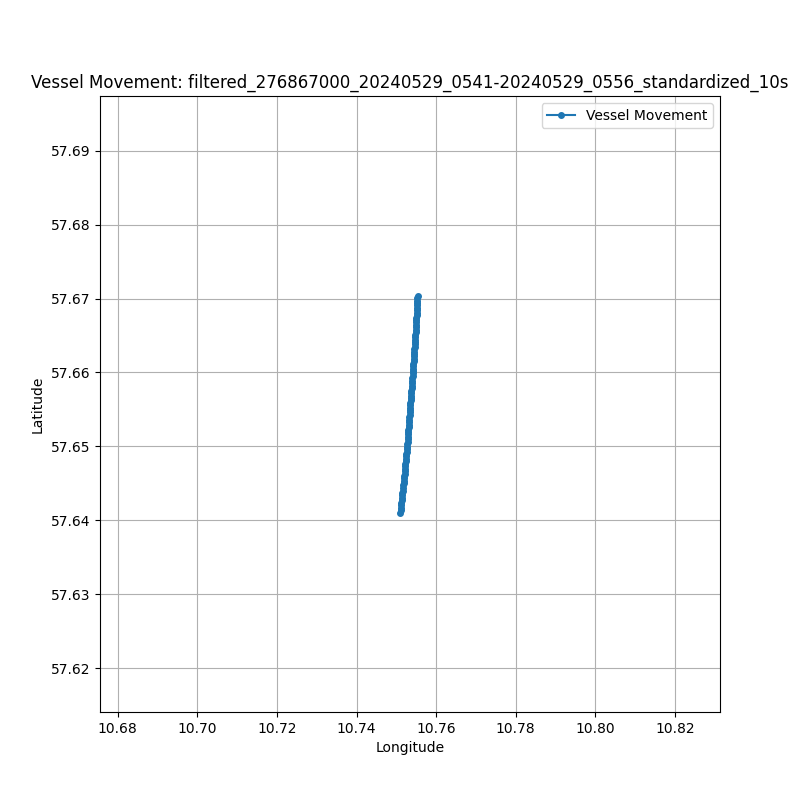 Vessel Movement: filtered_276867000_20240529_0541-20240529_0556_standardized_10s
Vessel Movement
57.69
57.68
57.67
57.66
57.65
57.64
57.63
57.62
Latitude
10.68 10.70 10.72 10.74 10.76 10.78 10.80 10.82
Longitude